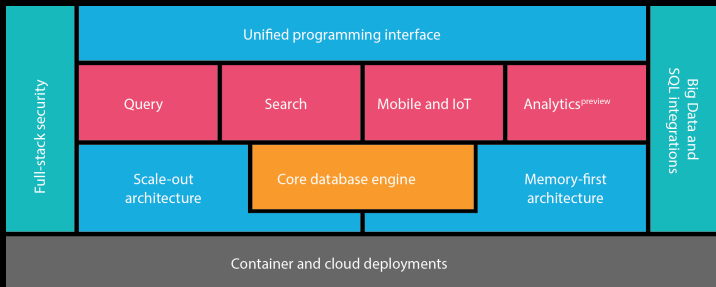 Unified programming interface
Full-stack security
Query
Search
Mobile and IoT
Analyticspreview
Big Data and
SQL integrations
Scale-out
architecture
Core database engine
Memory-first
architecture
Container and cloud deployments